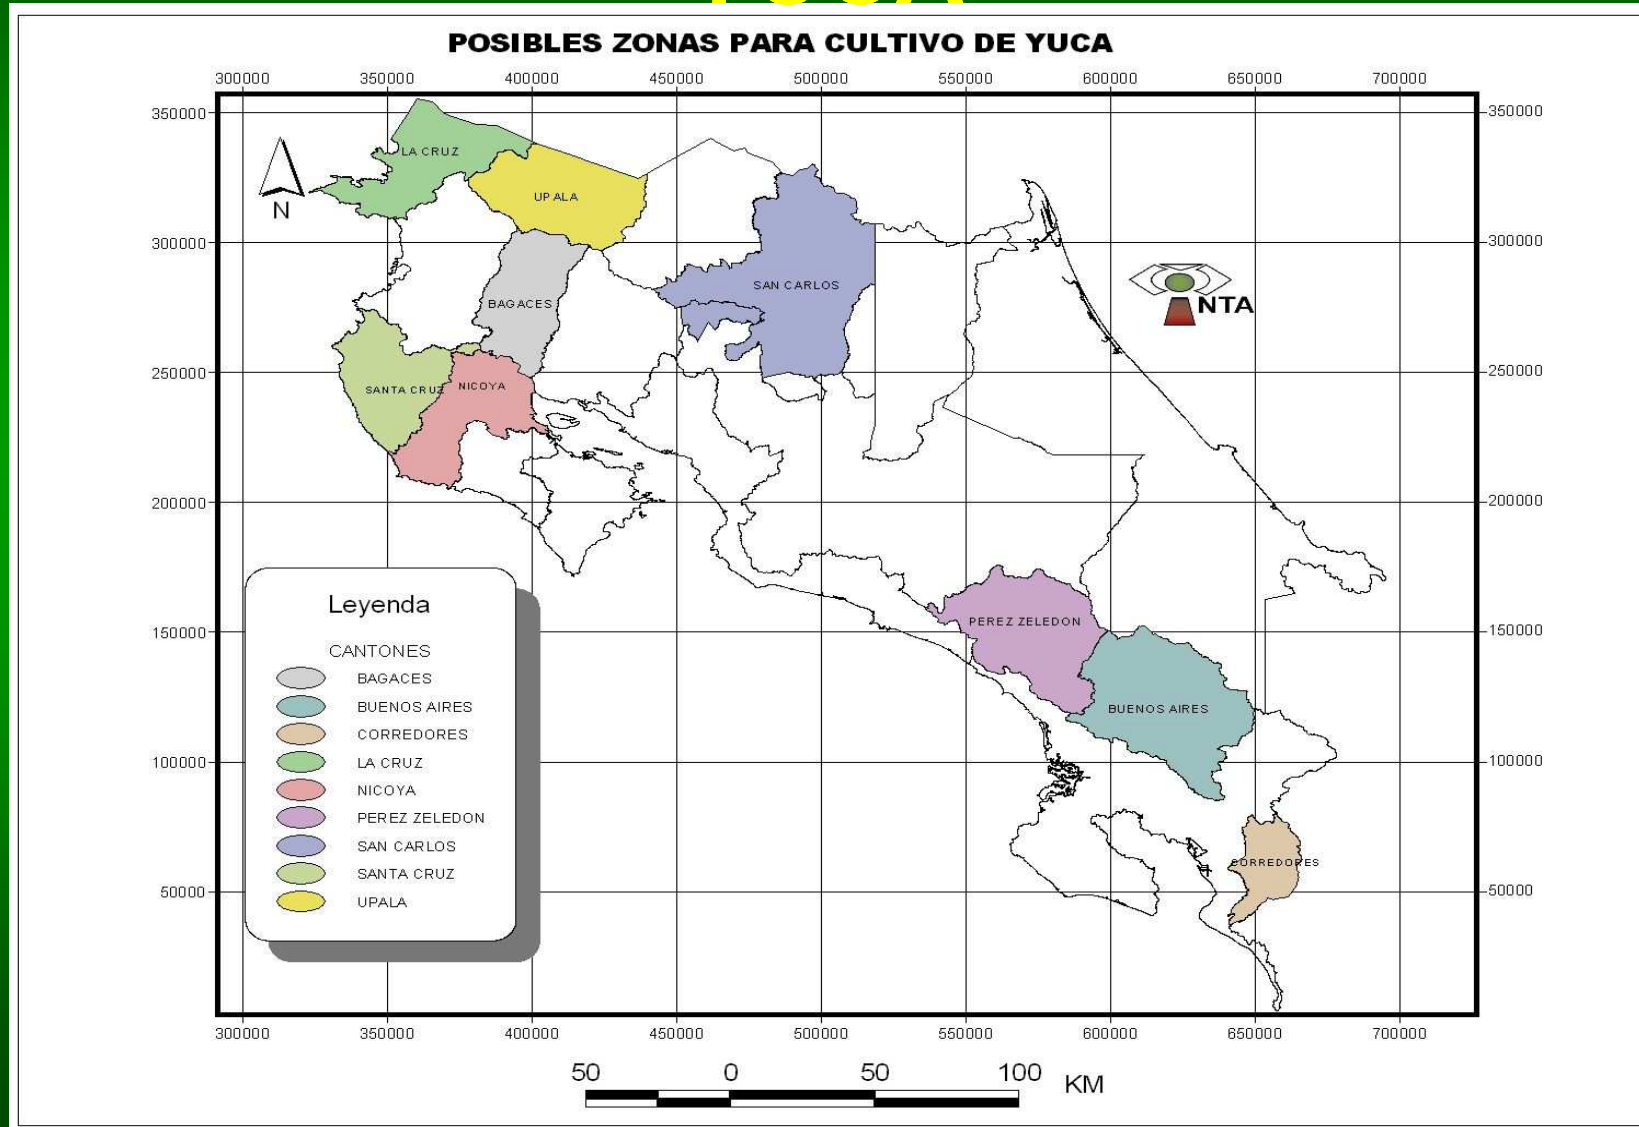 POSIBLES ZONAS PARA CULTIVO DE YUCA
300000 350000 400000 450000 500000 550000 600000 650000 700000
350000 350000
LA CRUZ
UPALA
N
300000 300000
SAN CARLOS
BAGACES
NTA
250000 250000
SANTA CRUZ NICOYA
200000 200000
150000 150000
PEREZ ZELEDON
BUENOS AIRES
100000 100000
CORREDORES
50000 50000
Leyenda
CANTONES
BAGACES
BUENOS AIRES
CORREDORES
LA CRUZ
NICOYA
PEREZ ZELEDON
SAN CARLOS
SANTA CRUZ
UPALA
300000 350000 400000 450000 500000 550000 600000 650000 700000
50 0 50 100 KM